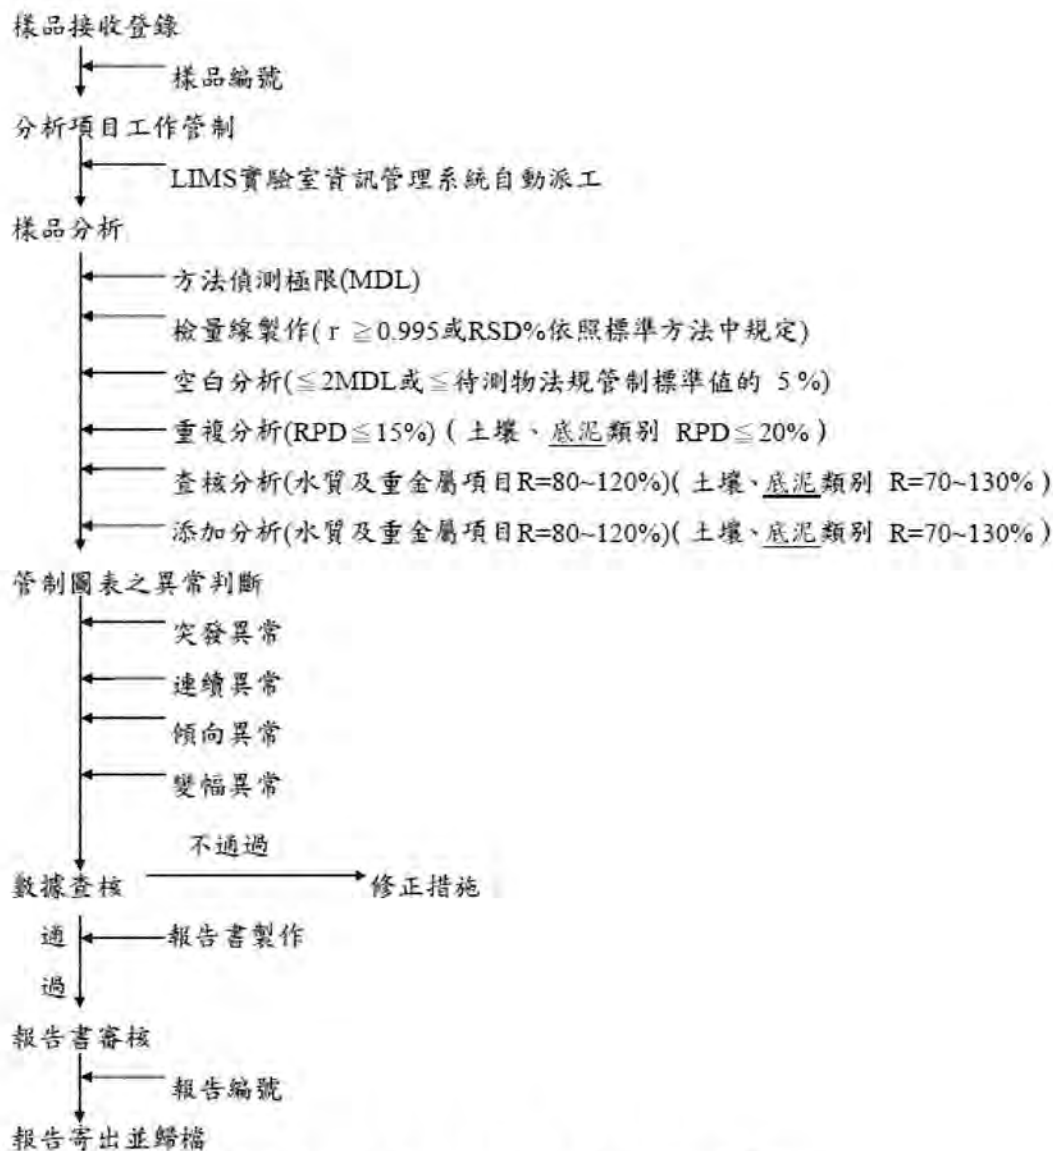 樣品接收登錄
樣品編號
分析項目工作管制
LIMS實驗室資訊管理系統自動派工
樣品分析
方法偵測極限(MDL)
檢量線製作( r ≧0.995或RSD%依照標準方法中規定)
空白分析(≦2MDL或≦待測物法規管制標準值的 5 %)
重複分析(RPD≦15%) ( 土壤、底泥類別 RPD≦20% )
查核分析(水質及重金屬項目R=80~120%)( 土壤、底泥類別 R=70~130% )
添加分析(水質及重金屬項目R=80~120%)( 土壤、底泥類別 R=70~130% )
管制圖表之異常判斷
突發異常
連續異常
傾向異常
變幅異常
不通過
數據查核 修正措施
通 報告書製作
過
報告書審核
報告編號
報告寄出並歸檔